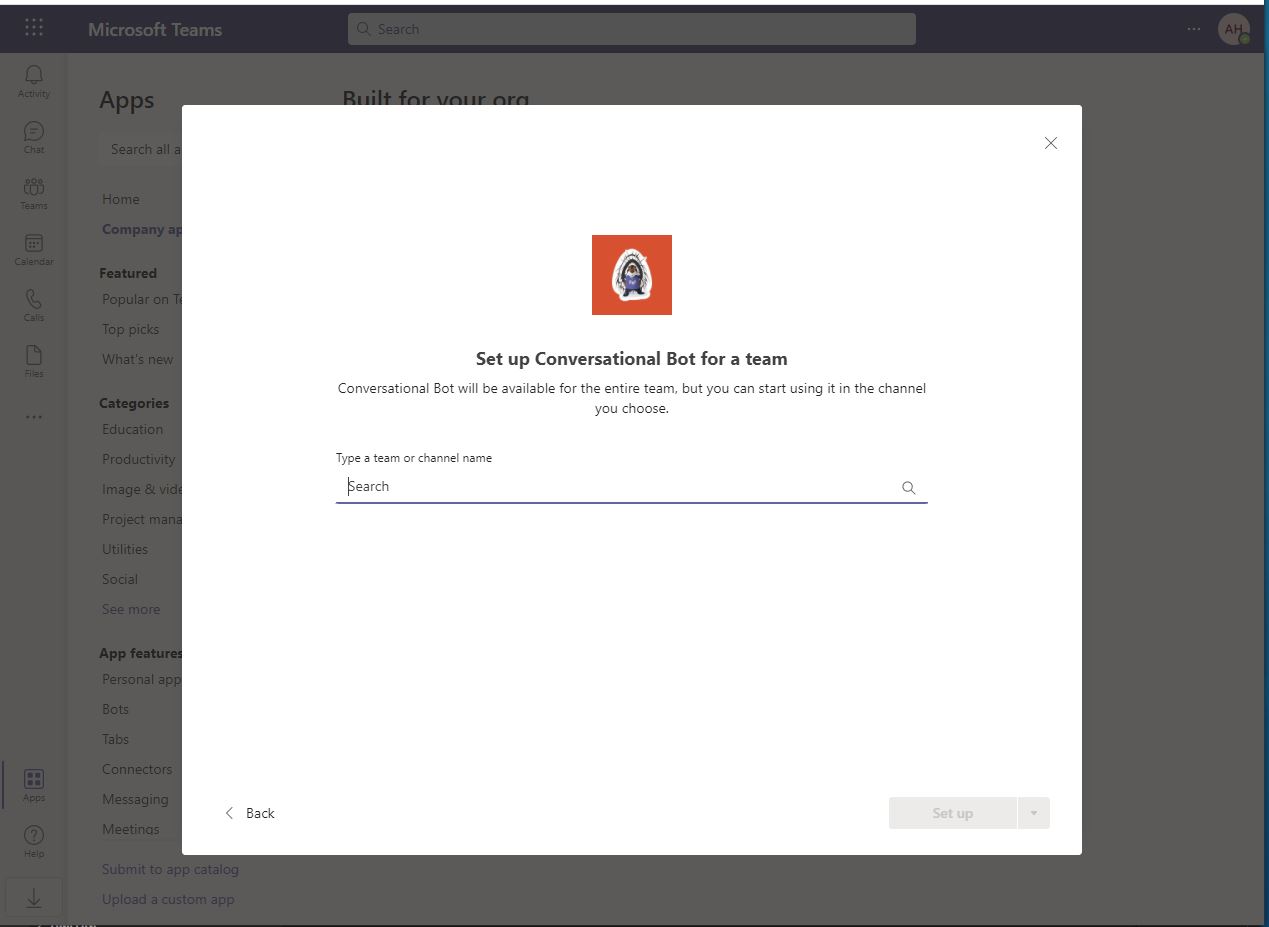 Microsoft Teams
Search
AH
Activity
Chat
Teams
Calendar
Calls
Files
Apps
Help
Apps
Search all a
Home
Company ap
Featured
Popular on Te
Top picks
What's new
Categories
Education
Productivity
Image & vide
Project mana
Utilities
Social
See more
App features
Personal app
Bots
Tabs
Connectors
Messaging
Meetings
Submit to app catalog
Upload a custom app
Built for your org
Set up Conversational Bot for a team
Conversational Bot will be available for the entire team, but you can start using it in the channel
you choose.
Type a team or channel name
Search
Back
Set up